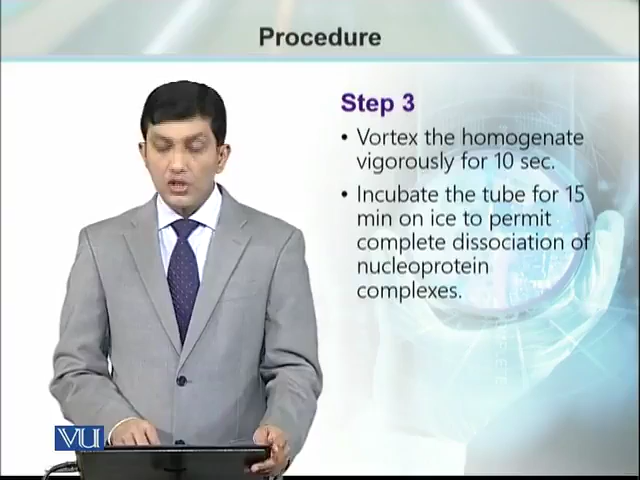 Procedure
Step 3
• Vortex the homogenate
vigorously for 10 sec.
• Incubate the tube for 15
min on ice to permit
complete dissociation of
nucleoprotein
complexes.
VU